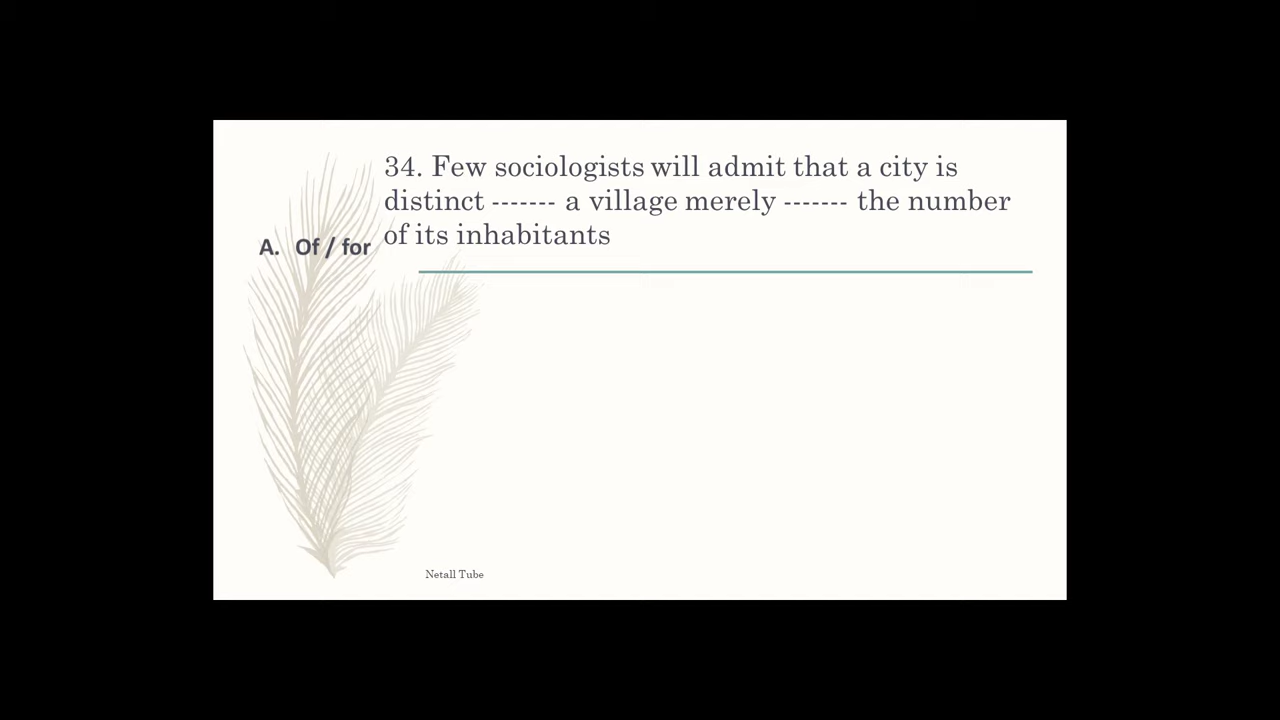 34. Few sociologists will admit that a city is
distinct ------- a village merely ------- the number
of its inhabitants
A. Of / for
Netall Tube